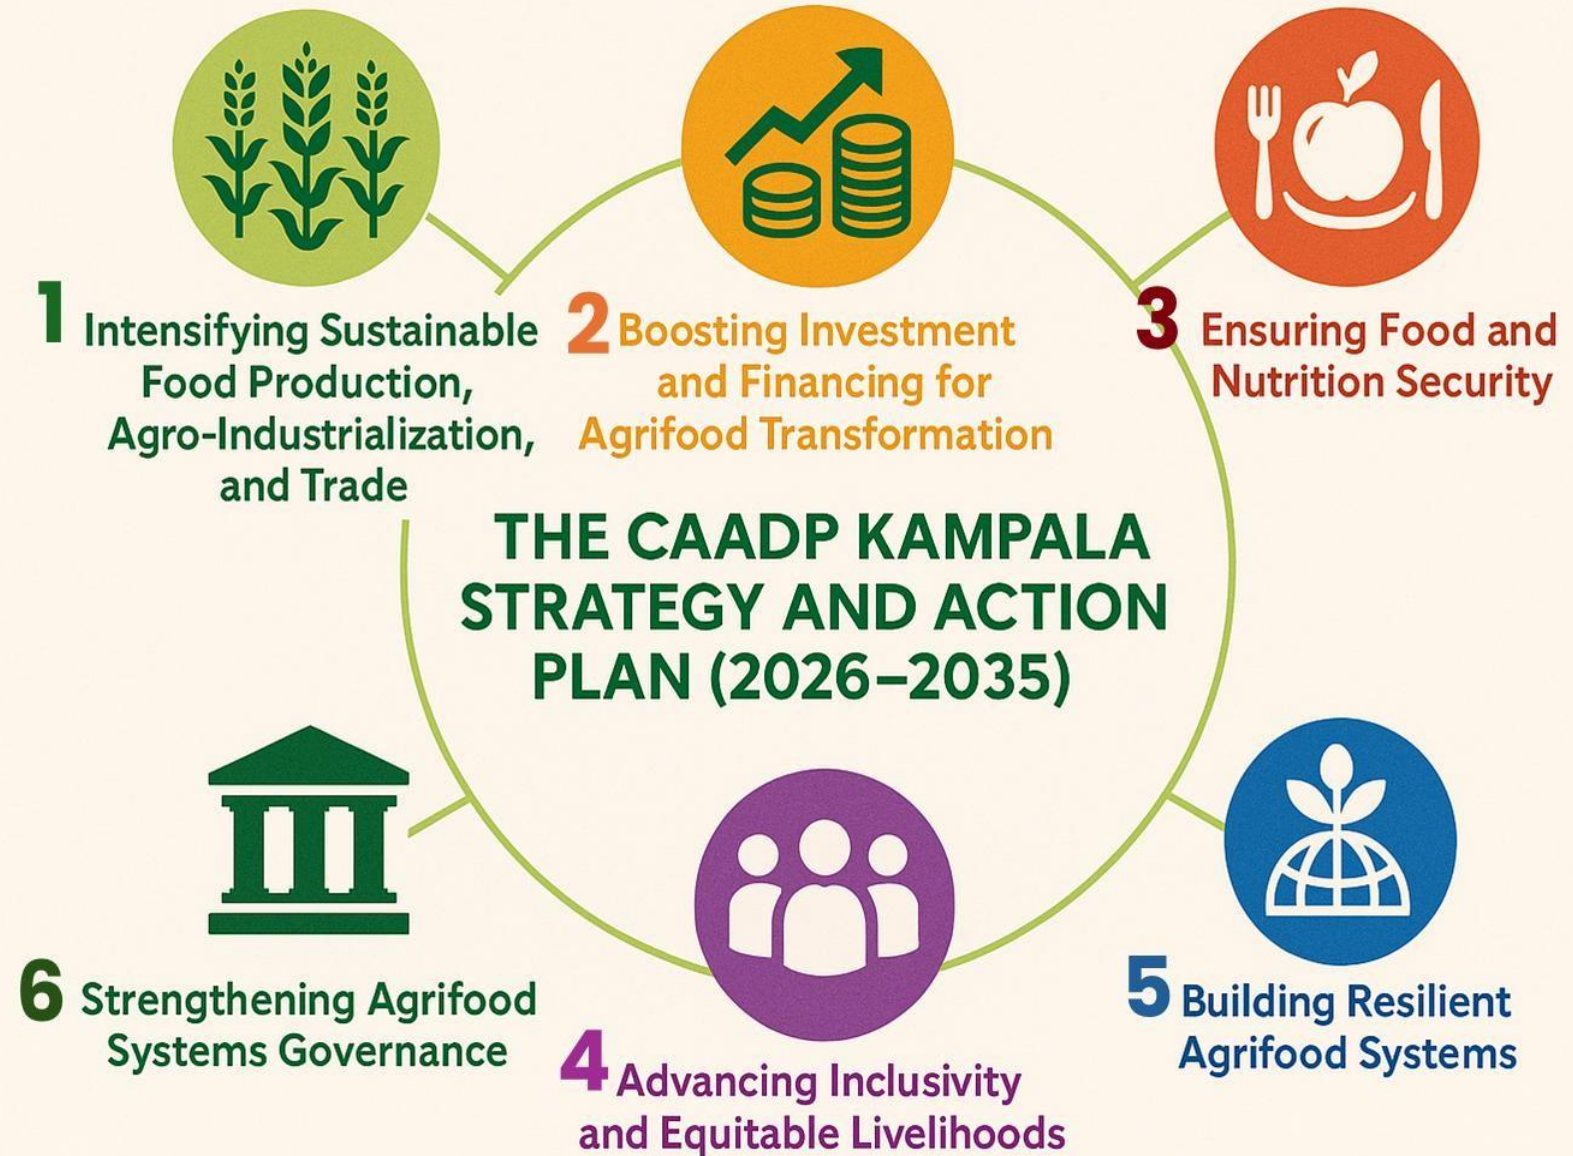 1 Intensifying Sustainable
Food Production,
Agro-Industrialization,
and Trade
2 Boosting Investment
and Financing for
Agrifood Transformation
3 Ensuring Food and
Nutrition Security
THE CAADP KAMPALA
STRATEGY AND ACTION
PLAN (2026–2035)
6 Strengthening Agrifood
Systems Governance
4 Advancing Inclusivity
and Equitable Livelihoods
5 Building Resilient
Agrifood Systems